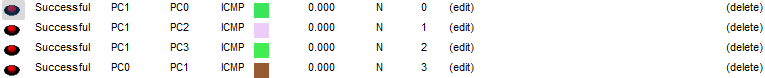 Successful PC1 PC0 ICMP 0.000 N 0 (edit) (delete)
Successful PC1 PC2 ICMP 0.000 N 1 (edit) (delete)
Successful PC1 PC3 ICMP 0.000 N 2 (edit) (delete)
Successful PC0 PC1 ICMP 0.000 N 3 (edit) (delete)